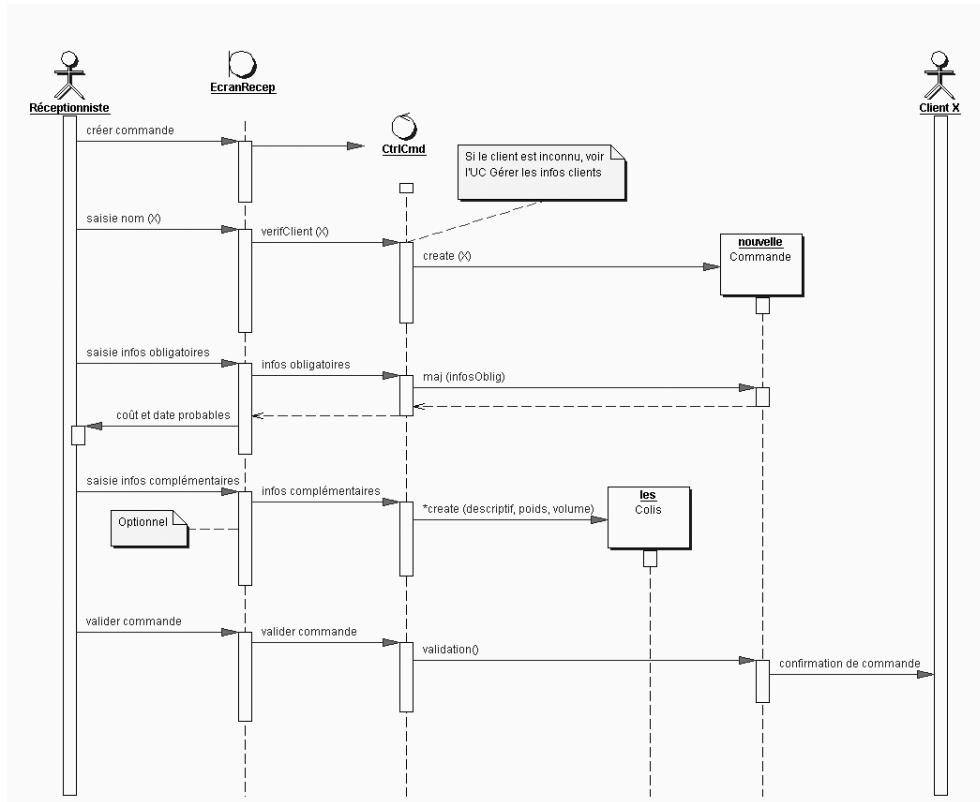 EcranRecep
Réceptionniste
Client X
créer commande
CtrlCmd
Si le client est inconnu, voir
l'UC Gérer les infos clients
saisie nom (X)
verifClient (X)
create (X)
nouvelle
Commande
saisie infos obligatoires
infos obligatoires
maj (infosOblig)
coût et date probables
saisie infos complémentaires
infos complémentaires
*create (descriptif, poids, volume)
les
Colis
Optionnel
valider commande
valider commande
validation()
confirmation de commande